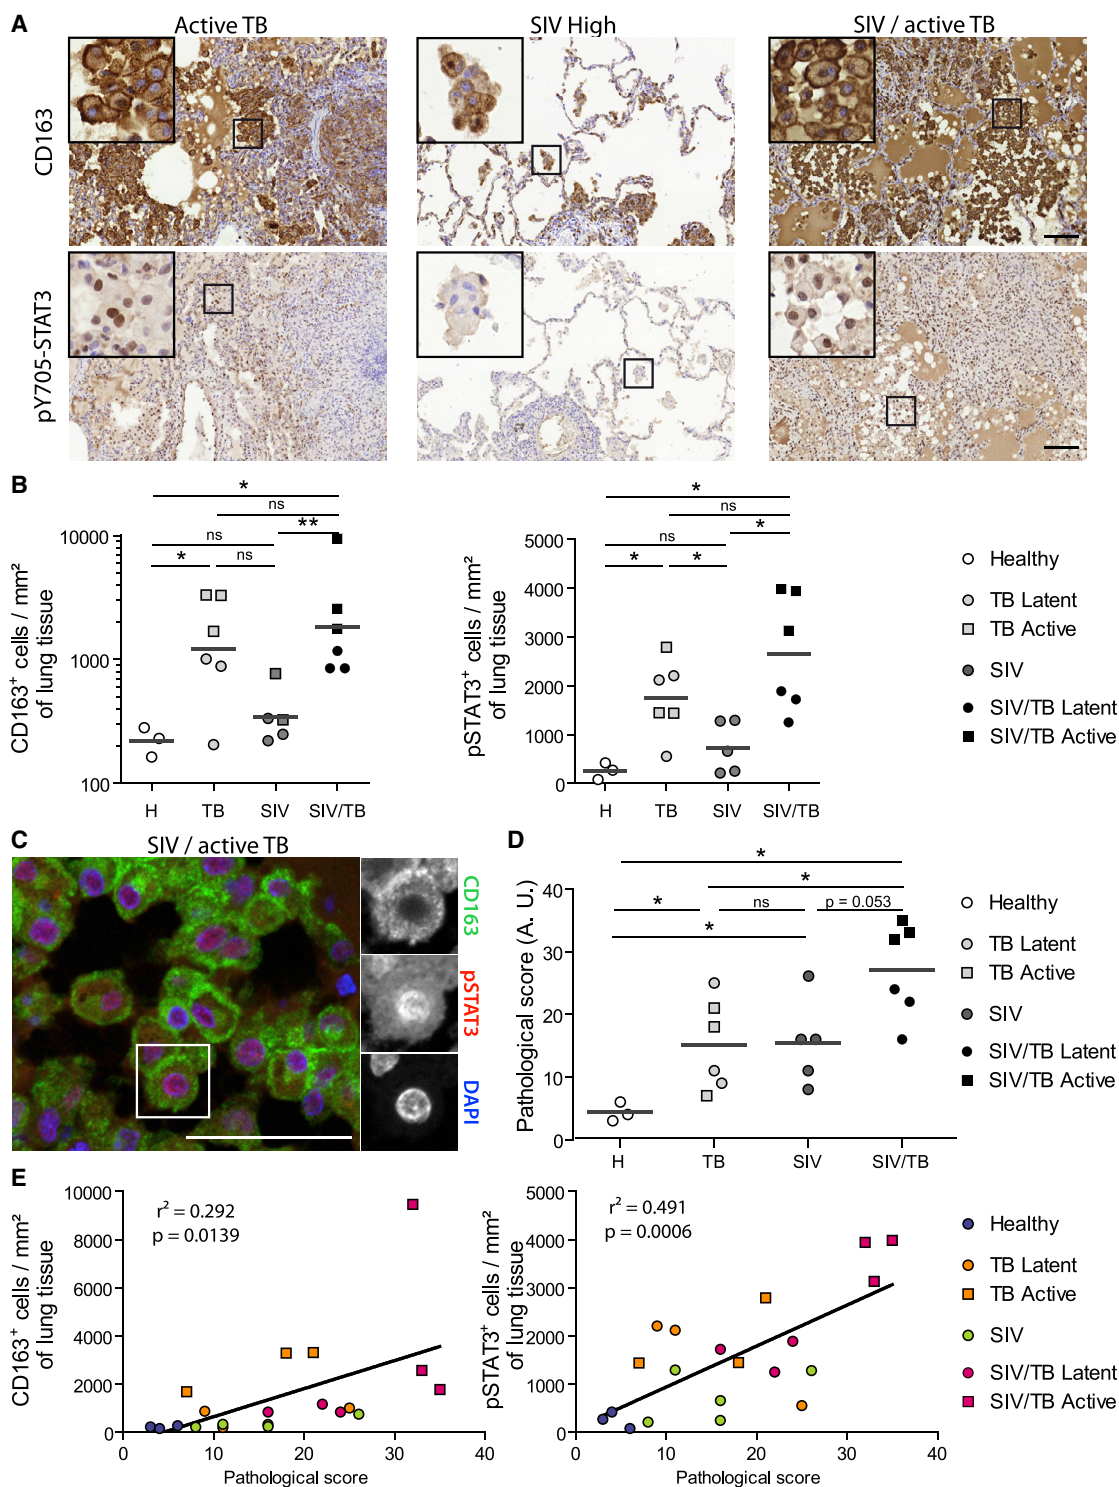 A
Active TB
SIV High
SIV / active TB
CD163
pY705-STAT3
B
CD163⁺ cells / mm²
of lung tissue
10000
1000
100
*
ns
**
ns
*
ns
H
TB
SIV
SIV/TB
pSTAT3⁺ cells / mm²
of lung tissue
5000
4000
3000
2000
1000
0
*
ns
*
ns
*
*
H
TB
SIV
SIV/TB
Healthy
TB Latent
TB Active
SIV
SIV/TB Latent
SIV/TB Active
C
SIV / active TB
CD163
pSTAT3
DAPI
D
Pathological score (A. U.)
40
30
20
10
0
*
*
*
ns
p = 0.053
*
H
TB
SIV
SIV/TB
Healthy
TB Latent
TB Active
SIV
SIV/TB Latent
SIV/TB Active
E
CD163⁺ cells / mm²
of lung tissue
10000
8000
6000
4000
2000
0
r² = 0.292
p = 0.0139
0
10
20
30
40
Pathological score
pSTAT3⁺ cells / mm²
of lung tissue
5000
4000
3000
2000
1000
0
r² = 0.491
p = 0.0006
0
10
20
30
40
Pathological score
Healthy
TB Latent
TB Active
SIV
SIV/TB Latent
SIV/TB Active